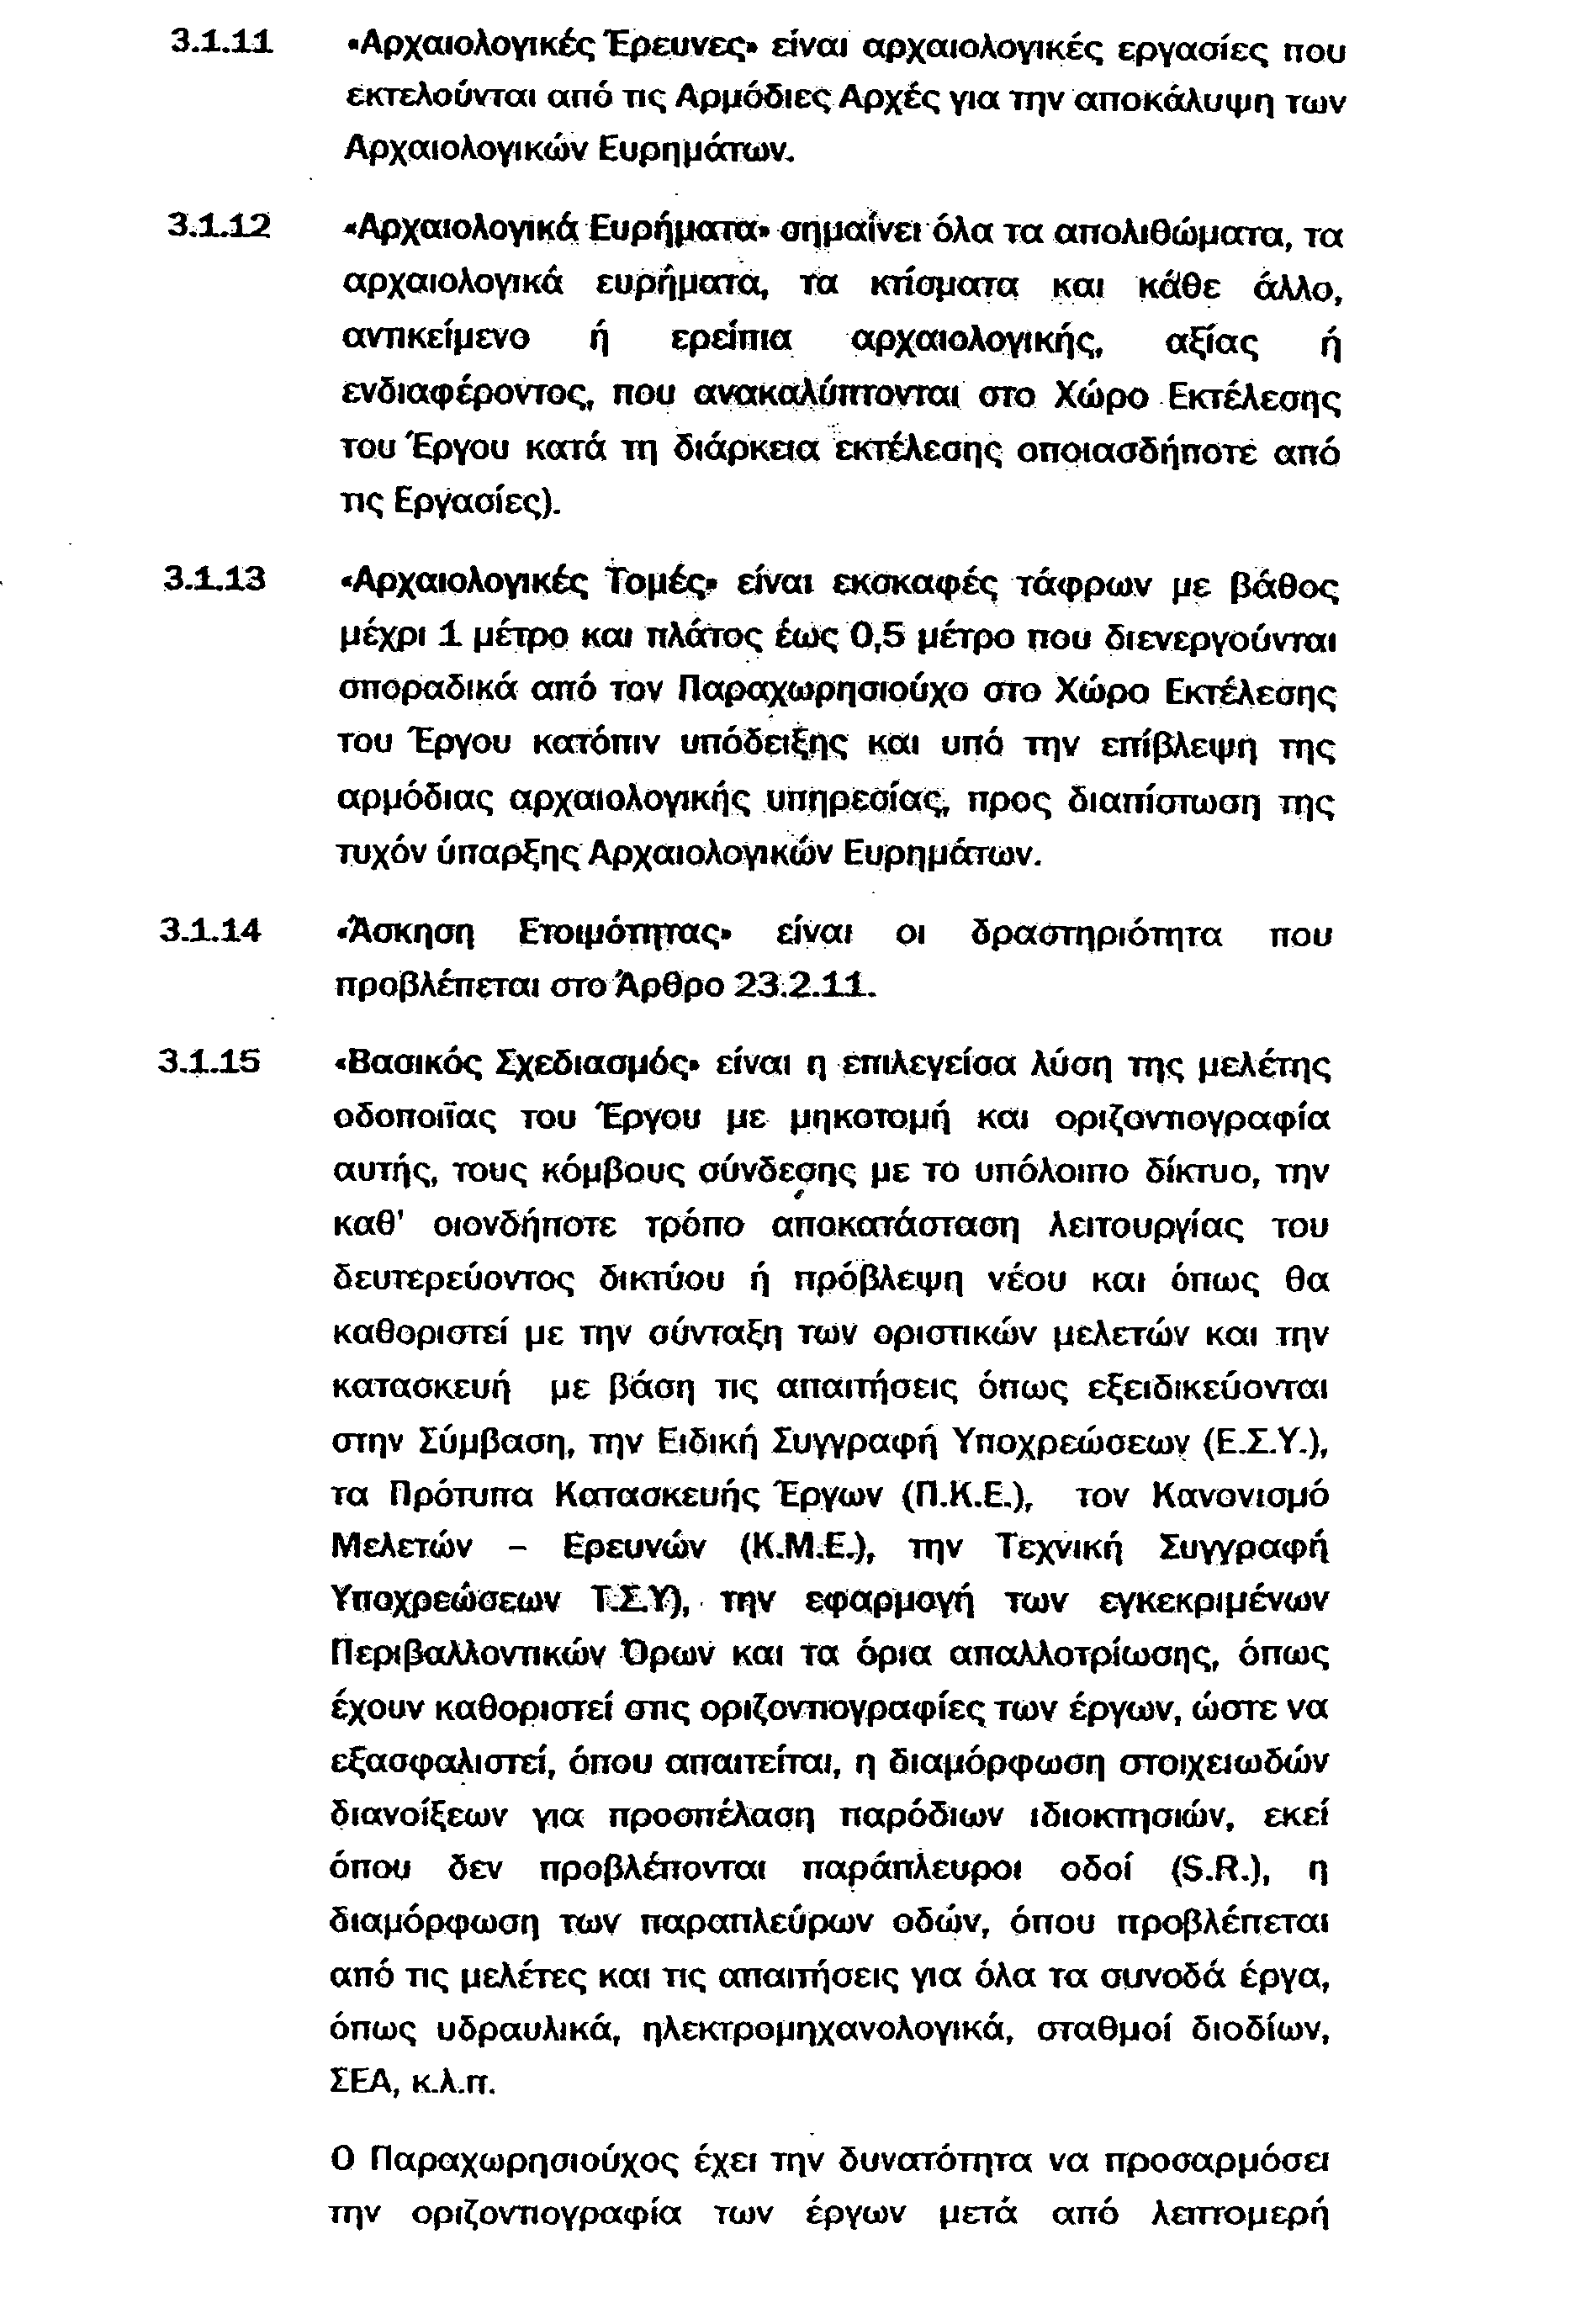 3.1.11 «Αρχαιολογικές Έρευνες» είναι αρχαιολογικές εργασίες που
εκτελούνται από τις Αρμόδιες Αρχές για την αποκάλυψη των
Αρχαιολογικών Ευρημάτων.
3.1.12 «Αρχαιολογικά Ευρήματα» σημαίνει όλα τα απολιθώματα, τα
αρχαιολογικά ευρήματα, τα κτίσματα και κάθε άλλο,
αντικείμενο ή ερείπια αρχαιολογικής, αξίας ή
ενδιαφέροντος, που ανακαλύπτονται στο Χώρο Εκτέλεσης
του Έργου κατά τη διάρκεια εκτέλεσης οποιασδήποτε από
τις Εργασίες).
3.1.13 «Αρχαιολογικές Τομές» είναι εκσκαφές τάφρων με βάθος
μέχρι 1 μέτρο και πλάτος έως 0,5 μέτρο που διενεργούνται
σποραδικά από τον Παραχωρησιούχο στο Χώρο Εκτέλεσης
του Έργου κατόπιν υπόδειξης και υπό την επίβλεψη της
αρμόδιας αρχαιολογικής υπηρεσίας, προς διαπίστωση της
τυχόν ύπαρξης Αρχαιολογικών Ευρημάτων.
3.1.14 «Άσκηση Ετοιμότητας» είναι οι δραστηριότητα που
προβλέπεται στο Άρθρο 23.2.11.
3.1.15 «Βασικός Σχεδιασμός» είναι η επιλεγείσα λύση της μελέτης
οδοποιΐας του Έργου με μηκοτομή και οριζοντιογραφία
αυτής, τους κόμβους σύνδεσης με το υπόλοιπο δίκτυο, την
καθ' οιονδήποτε τρόπο αποκατάσταση λειτουργίας του
δευτερεύοντος δικτύου ή πρόβλεψη νέου και όπως θα
καθοριστεί με την σύνταξη των οριστικών μελετών και την
κατασκευή με βάση τις απαιτήσεις όπως εξειδικεύονται
στην Σύμβαση, την Ειδική Συγγραφή Υποχρεώσεων (Ε.Σ.Υ.),
τα Πρότυπα Κατασκευής Έργων (Π.Κ.Ε.), τον Κανονισμό
Μελετών – Ερευνών (Κ.Μ.Ε.), την Τεχνική Συγγραφή
Υποχρεώσεων Τ.Σ.Υ), την εφαρμογή των εγκεκριμένων
Περιβαλλοντικών Όρων και τα όρια απαλλοτρίωσης, όπως
έχουν καθοριστεί στις οριζοντιογραφίες των έργων, ώστε να
εξασφαλιστεί, όπου απαιτείται, η διαμόρφωση στοιχειωδών
διανοίξεων για προσπέλαση παρόδιων ιδιοκτησιών, εκεί
όπου δεν προβλέπονται παράπλευροι οδοί (S.R.), η
διαμόρφωση των παραπλεύρων οδών, όπου προβλέπεται
από τις μελέτες και τις απαιτήσεις για όλα τα συνοδά έργα,
όπως υδραυλικά, ηλεκτρομηχανολογικά, σταθμοί διοδίων,
ΣΕΑ, κ.λ.π.
Ο Παραχωρησιούχος έχει την δυνατότητα να προσαρμόσει
την οριζοντιογραφία των έργων μετά από λεπτομερή